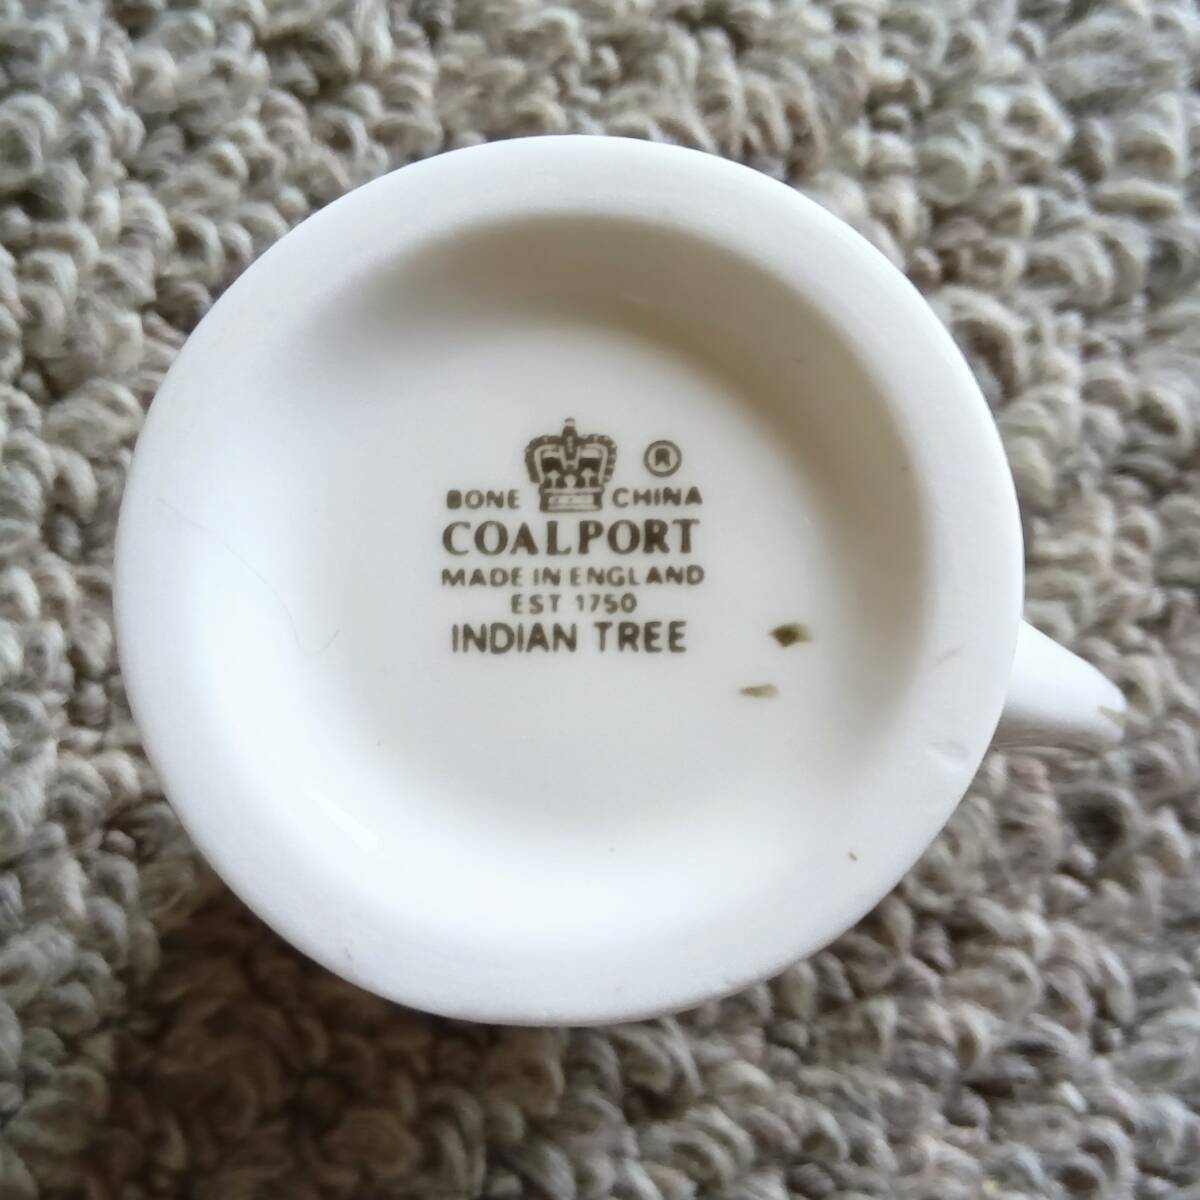 ®
BONE CHINA
COALPORT
MADE IN ENGLAND
EST 1750
INDIAN TREE